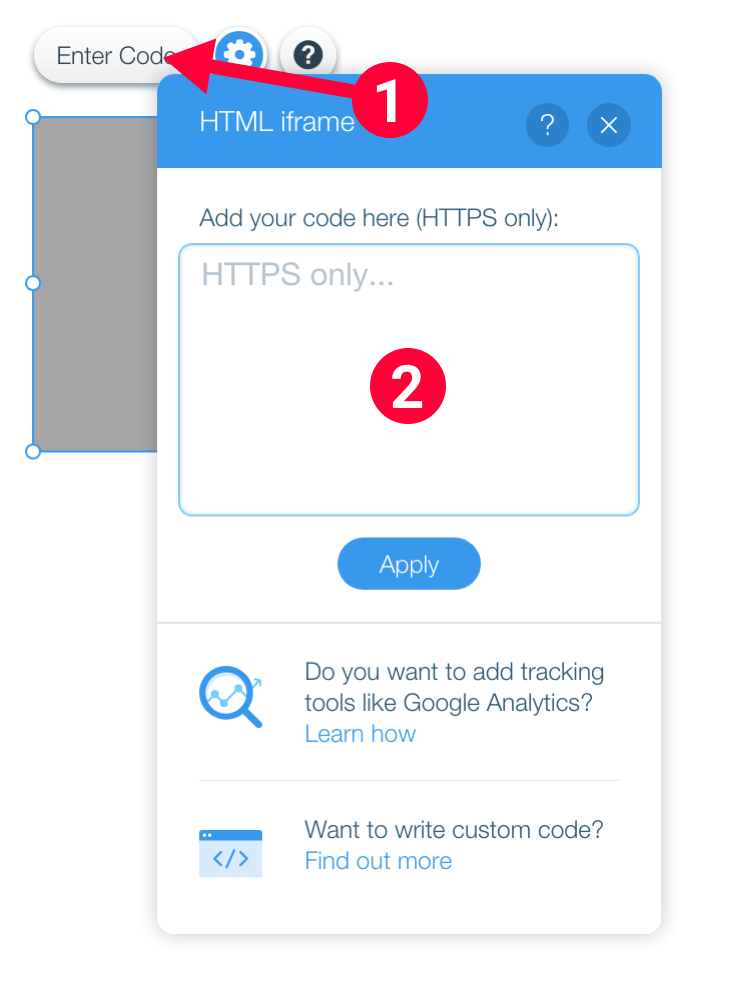 Enter Code
?
1
HTML iframe
?
Add your code here (HTTPS only):
HTTPS only...
2
Apply
Do you want to add tracking
tools like Google Analytics?
Learn how
Want to write custom code?
Find out more